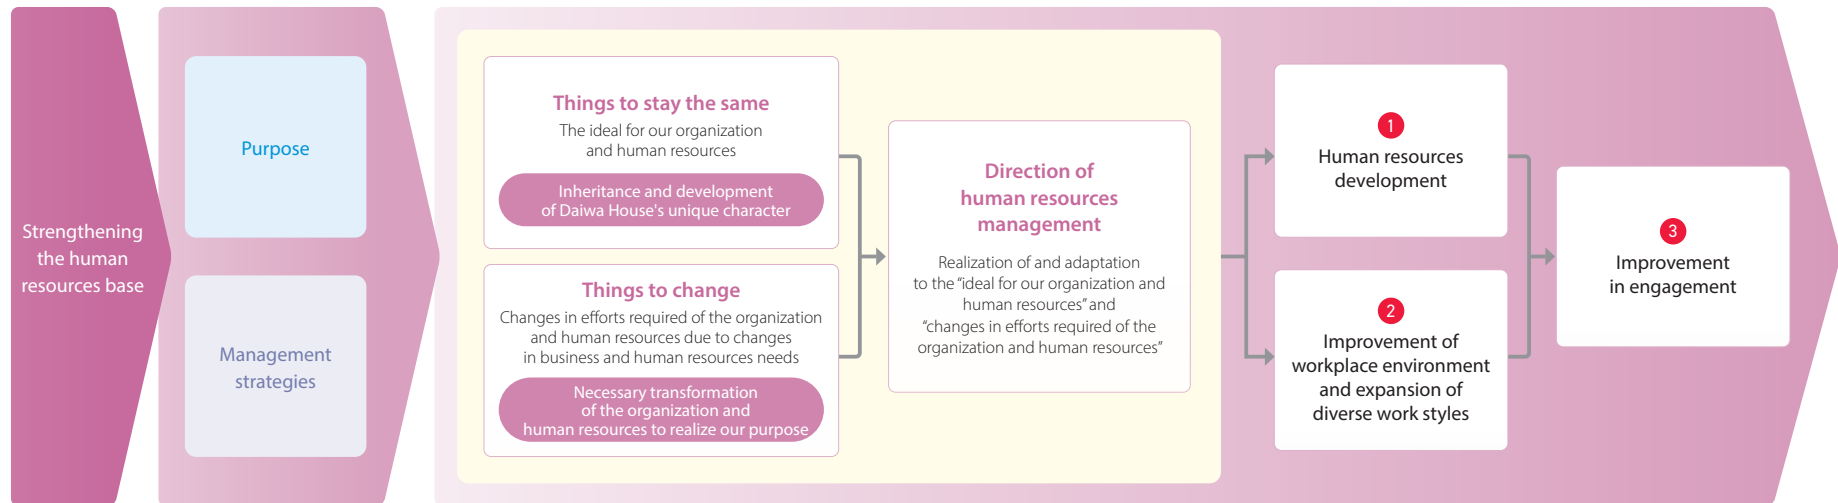 Strengthening
the human
resources base
Purpose
Management
strategies
Things to stay the same
The ideal for our organization
and human resources
Inheritance and development
of Daiwa House's unique character
Things to change
Changes in efforts required of the organization
and human resources due to changes
in business and human resources needs
Necessary transformation
of the organization and
human resources to realize our purpose
Direction of
human resources
management
Realization of and adaptation
to the “ideal for our organization and
human resources” and
“changes in efforts required of the
organization and human resources”
1
Human resources
development
2
Improvement of
workplace environment
and expansion of
diverse work styles
3
Improvement
in engagement